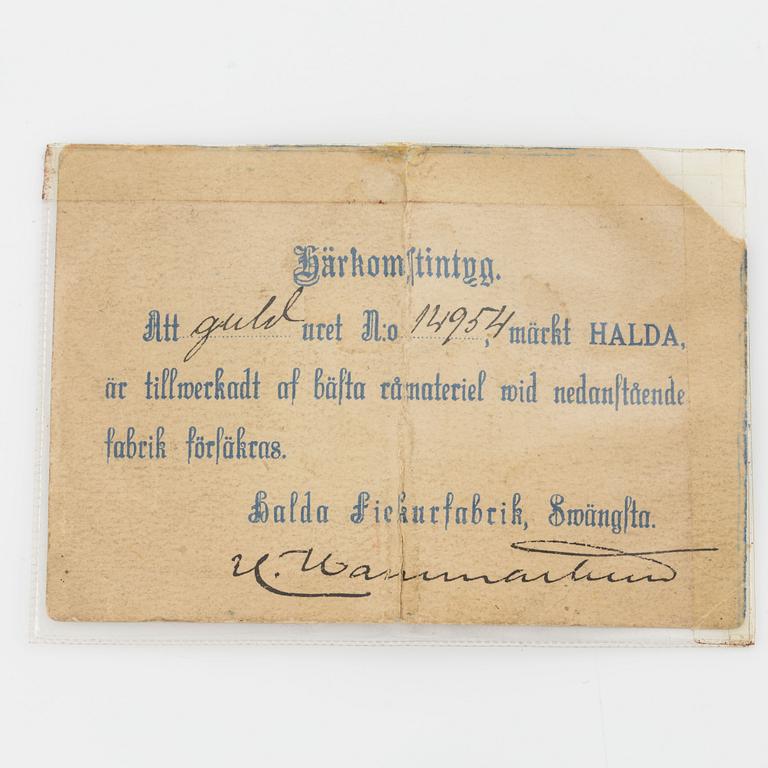 Härkomstintyg.
Att guld uret N:o 14954, märkt HALDA,
är tillwerkadt af bästa råmateriel wid nedanstående
fabrik försäkras.
Halda Fickurfabrik, Swängsta.
H. Hammarlund